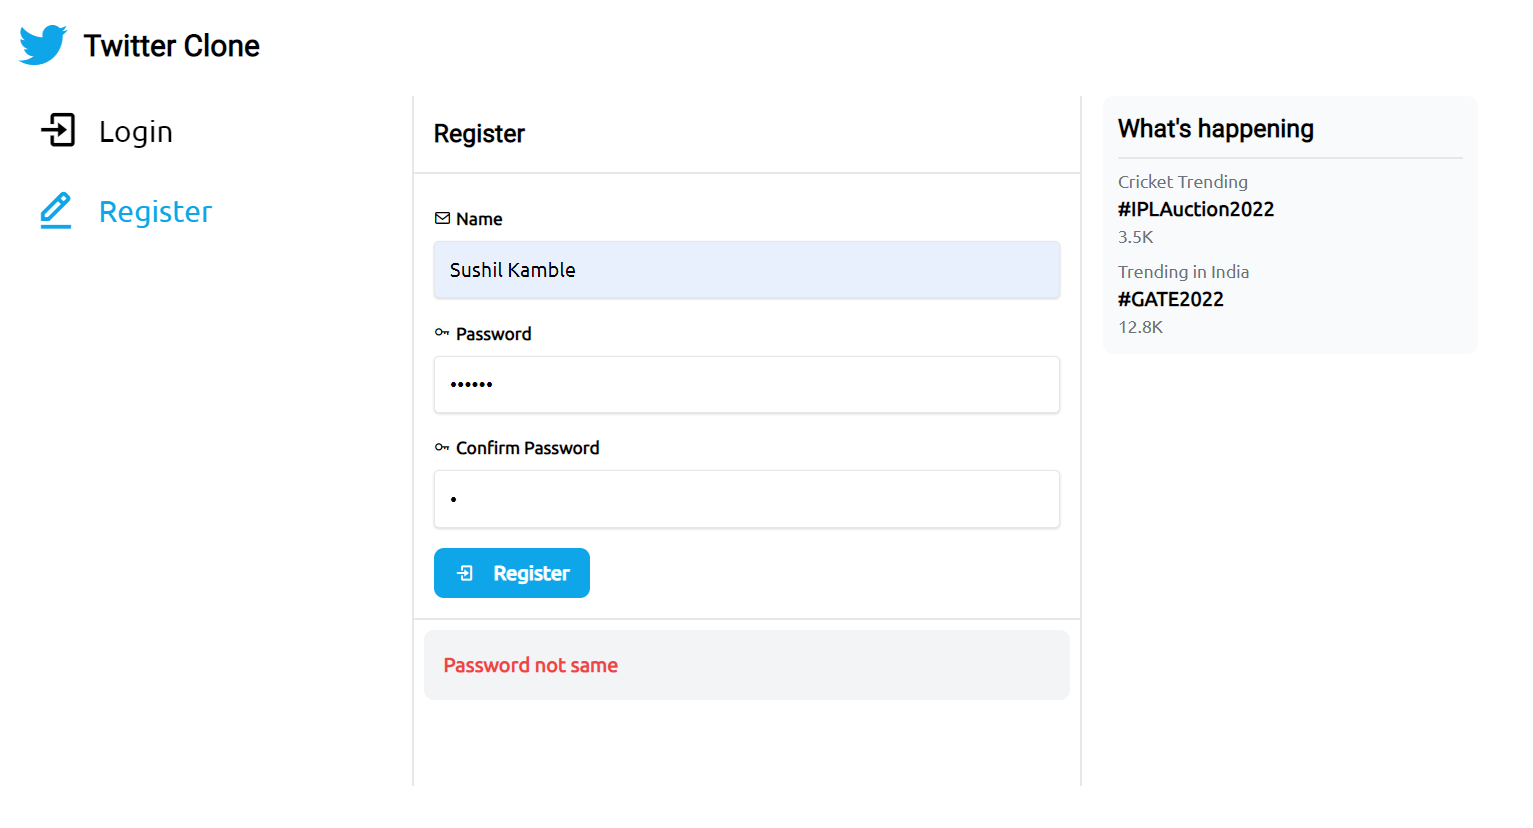 Twitter Clone
Login
Register
Register
Name
Sushil Kamble
Password
••••••
Confirm Password
•
Register
Password not same
What's happening
Cricket Trending
#IPLAuction2022
3.5K
Trending in India
#GATE2022
12.8K